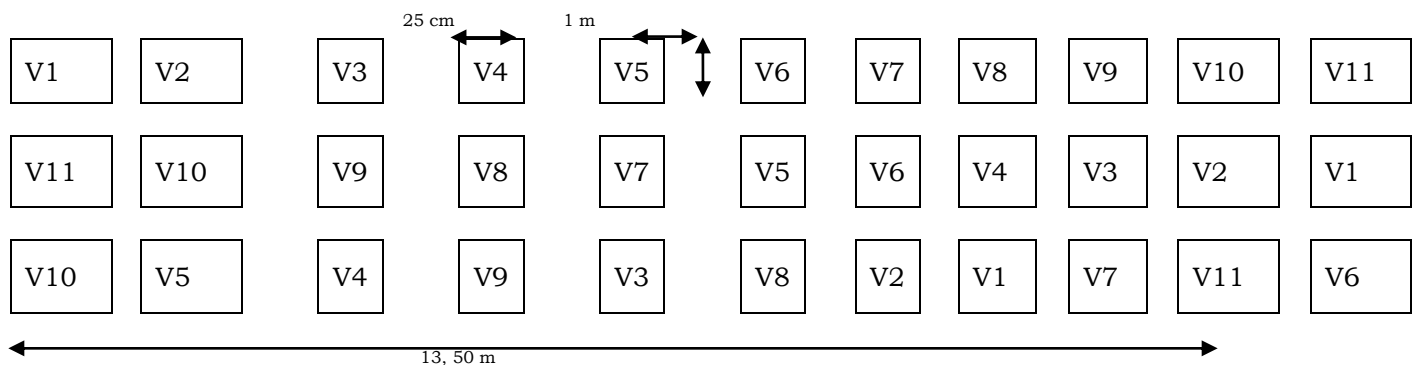 25 cm 1 m
V1 V2 V3 V4 V5 V6 V7 V8 V9 V10 V11
V11 V10 V9 V8 V7 V5 V6 V4 V3 V2 V1
V10 V5 V4 V9 V3 V8 V2 V1 V7 V11 V6
13, 50 m